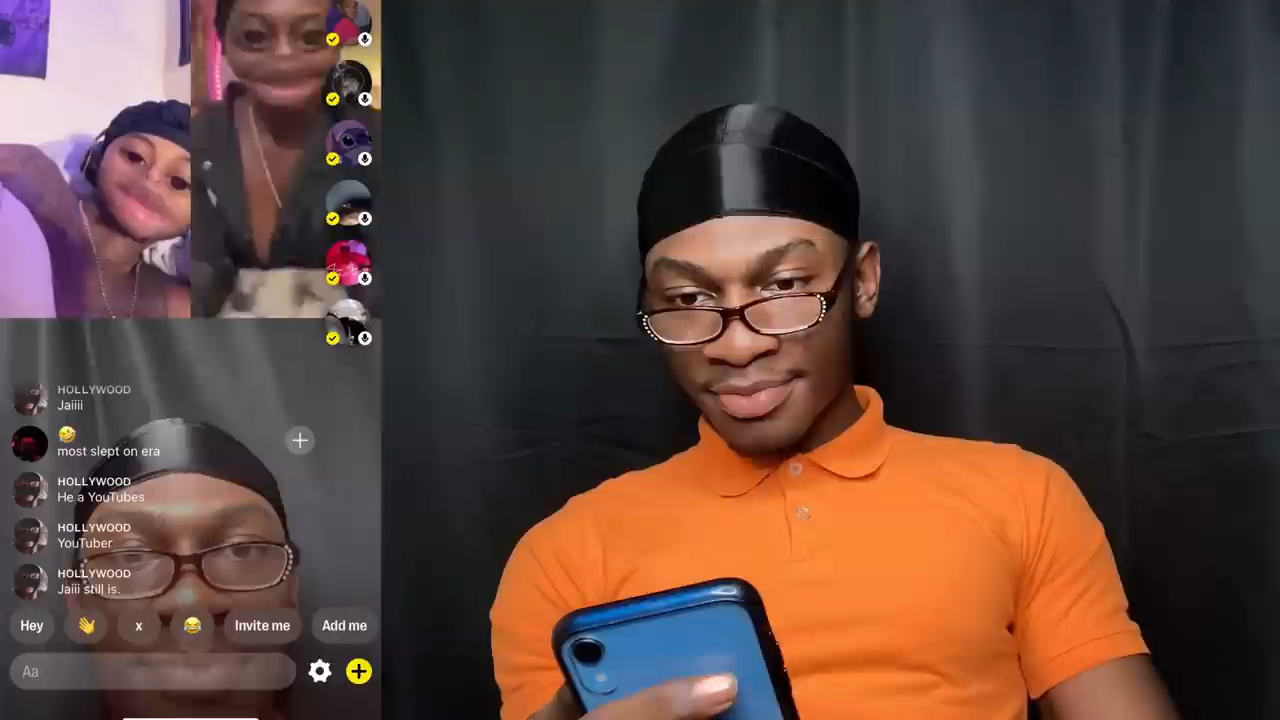 HOLLYWOOD
Jaiiii
🤣
most slept on era
HOLLYWOOD
He a YouTubes
HOLLYWOOD
YouTuber
HOLLYWOOD
Jaiii still is.
Hey
👋
x
😂
Invite me
Add me
Aa